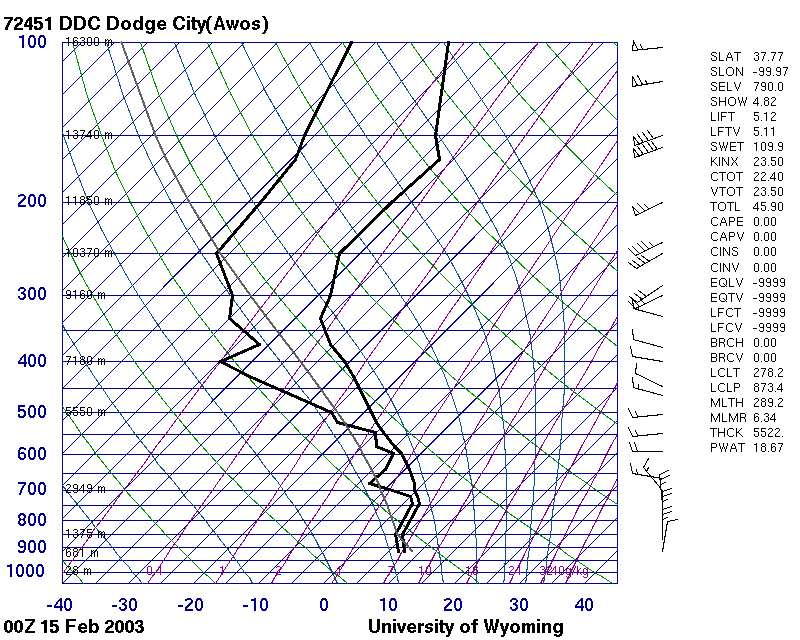 72451 DDC Dodge City(Awos)
100
16300 m
13740 m
200
11850 m
10370 m
300
9160 m
400
7180 m
500
5550 m
600
700
2949 m
800
1375 m
900
681 m
1000
28 m 0.4 1 2 4 7 10 16 24 32 40g/kg
-40 -30 -20 -10 0 10 20 30 40
00Z 15 Feb 2003 University of Wyoming
SLAT 37.77
SLON -99.97
SELV 790.0
SHOW 4.82
LIFT 5.12
LFTV 5.11
SWET 109.9
KINX 23.50
CTOT 22.40
VTOT 23.50
TOTL 45.90
CAPE 0.00
CAPV 0.00
CINS 0.00
CINV 0.00
EQLV -9999
EQTV -9999
LFCT -9999
LFCV -9999
BRCH 0.00
BRCV 0.00
LCLT 278.2
LCLP 873.4
MLTH 289.2
MLMR 6.34
THCK 5522.
PWAT 18.67